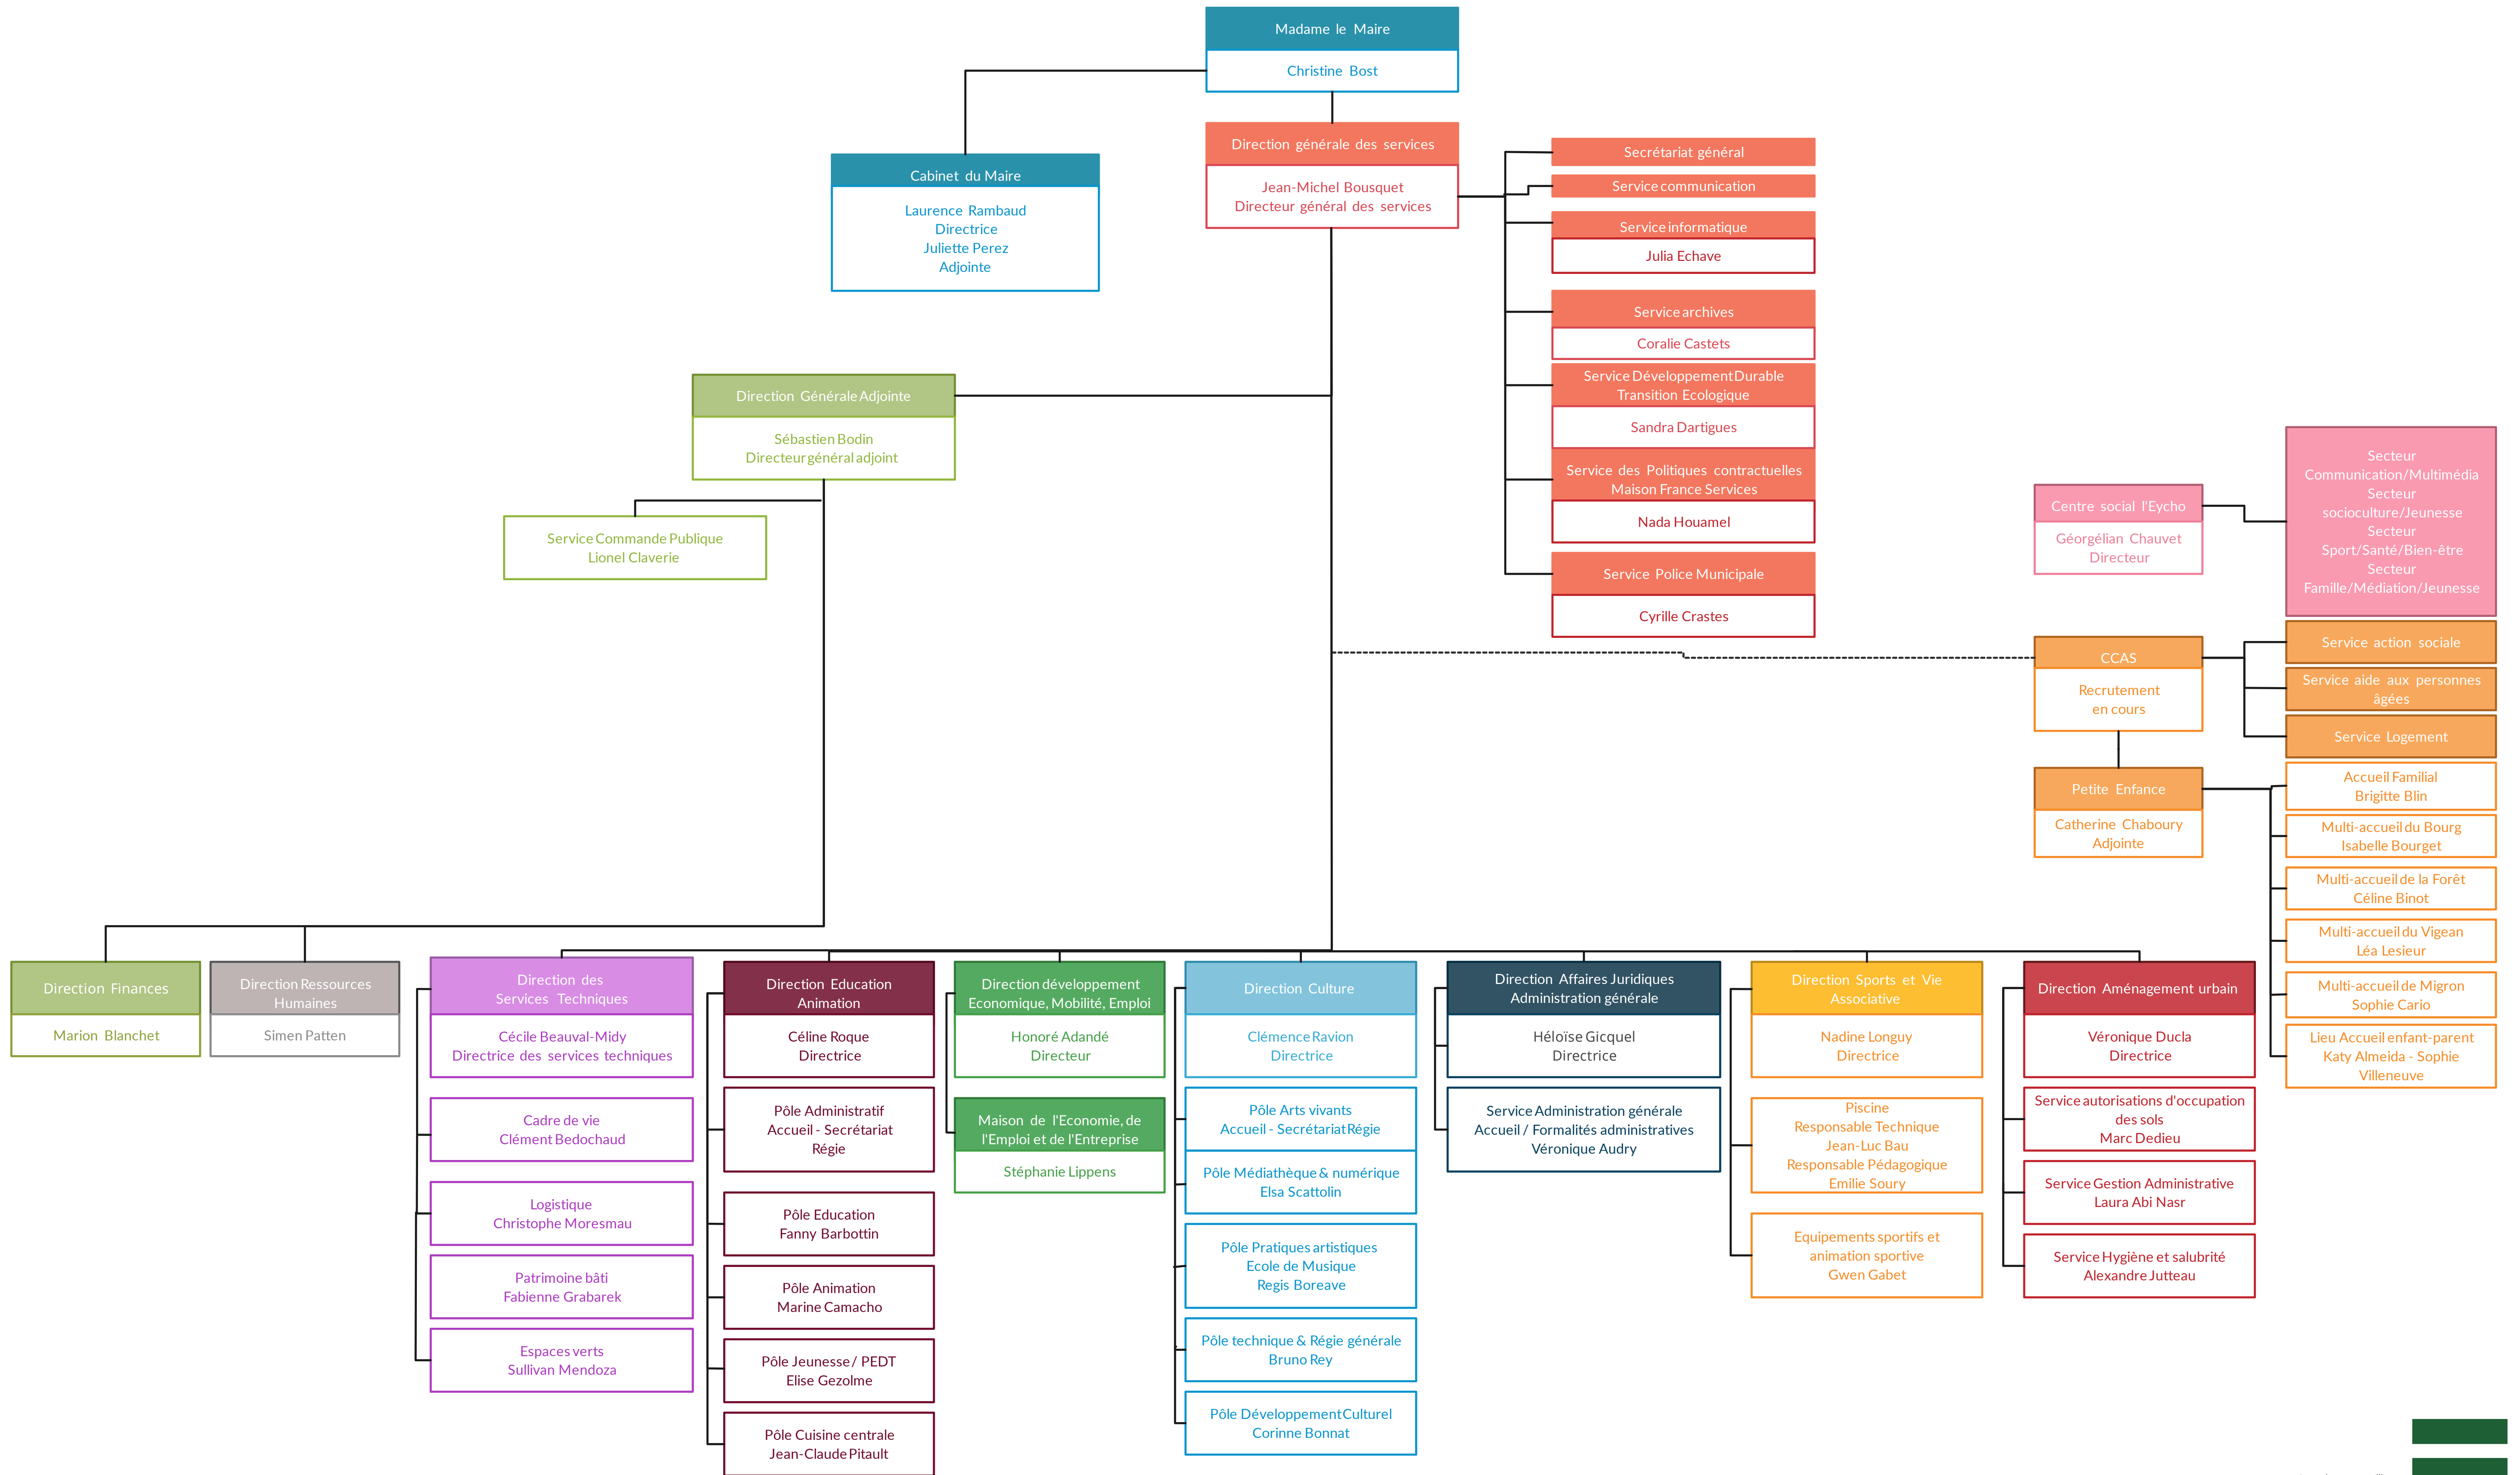 Madame le Maire
Christine Bost
Direction générale des services
Jean-Michel Bousquet
Directeur général des services
Cabinet du Maire
Laurence Rambaud
Directrice
Juliette Perez
Adjointe
Secrétariat général
Service communication
Service informatique
Julia Echave
Service archives
Coralie Castets
Service Développement Durable
Transition Ecologique
Sandra Dartigues
Service des Politiques contractuelles
Maison France Services
Nada Houamel
Service Police Municipale
Cyrille Crastes
Direction Générale Adjointe
Sébastien Bodin
Directeur général adjoint
Service Commande Publique
Lionel Claverie
Centre social l'Eycho
Géorgélian Chauvet
Directeur
Secteur
Communication/Multimédia
Secteur
socioculture/Jeunesse
Secteur
Sport/Santé/Bien-être
Secteur
Famille/Médiation/Jeunesse
CCAS
Recrutement
en cours
Service action sociale
Service aide aux personnes
âgées
Service Logement
Petite Enfance
Catherine Chaboury
Adjointe
Accueil Familial
Brigitte Blin
Multi-accueil du Bourg
Isabelle Bourget
Multi-accueil de la Forêt
Céline Binot
Multi-accueil du Vigean
Léa Lesieur
Multi-accueil de Migron
Sophie Cario
Lieu Accueil enfant-parent
Katy Almeida - Sophie
Villeneuve
Direction Finances
Marion Blanchet
Direction Ressources
Humaines
Simen Patten
Direction des
Services Techniques
Cécile Beauval-Midy
Directrice des services techniques
Cadre de vie
Clément Bedochaud
Logistique
Christophe Moresmau
Patrimoine bâti
Fabienne Grabarek
Espaces verts
Sullivan Mendoza
Direction Education
Animation
Céline Roque
Directrice
Pôle Administratif
Accueil - Secrétariat
Régie
Pôle Education
Fanny Barbottin
Pôle Animation
Marine Camacho
Pôle Jeunesse / PEDT
Elise Gezolme
Pôle Cuisine centrale
Jean-Claude Pitault
Direction développement
Economique, Mobilité, Emploi
Honoré Adandé
Directeur
Maison de l'Economie, de
l'Emploi et de l'Entreprise
Stéphanie Lippens
Direction Culture
Clémence Ravion
Directrice
Pôle Arts vivants
Accueil - Secrétariat Régie
Pôle Médiathèque & numérique
Elsa Scattolin
Pôle Pratiques artistiques
Ecole de Musique
Regis Boreave
Pôle technique & Régie générale
Bruno Rey
Pôle Développement Culturel
Corinne Bonnat
Direction Affaires Juridiques
Administration générale
Héloïse Gicquel
Directrice
Service Administration générale
Accueil / Formalités administratives
Véronique Audry
Direction Sports et Vie
Associative
Nadine Longuy
Directrice
Piscine
Responsable Technique
Jean-Luc Bau
Responsable Pédagogique
Emilie Soury
Equipements sportifs et
animation sportive
Gwen Gabet
Direction Aménagement urbain
Véronique Ducla
Directrice
Service autorisations d'occupation
des sols
Marc Dedieu
Service Gestion Administrative
Laura Abi Nasr
Service Hygiène et salubrité
Alexandre Jutteau